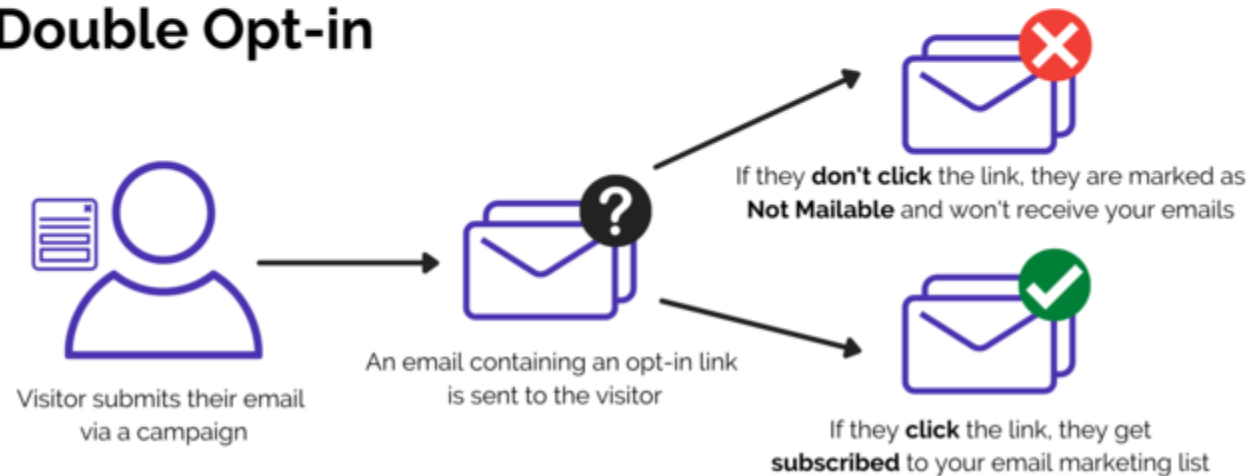 Double Opt-in
Visitor submits their email
via a campaign
An email containing an opt-in link
is sent to the visitor
If they don't click the link, they are marked as
Not Mailable and won't receive your emails
If they click the link, they get
subscribed to your email marketing list